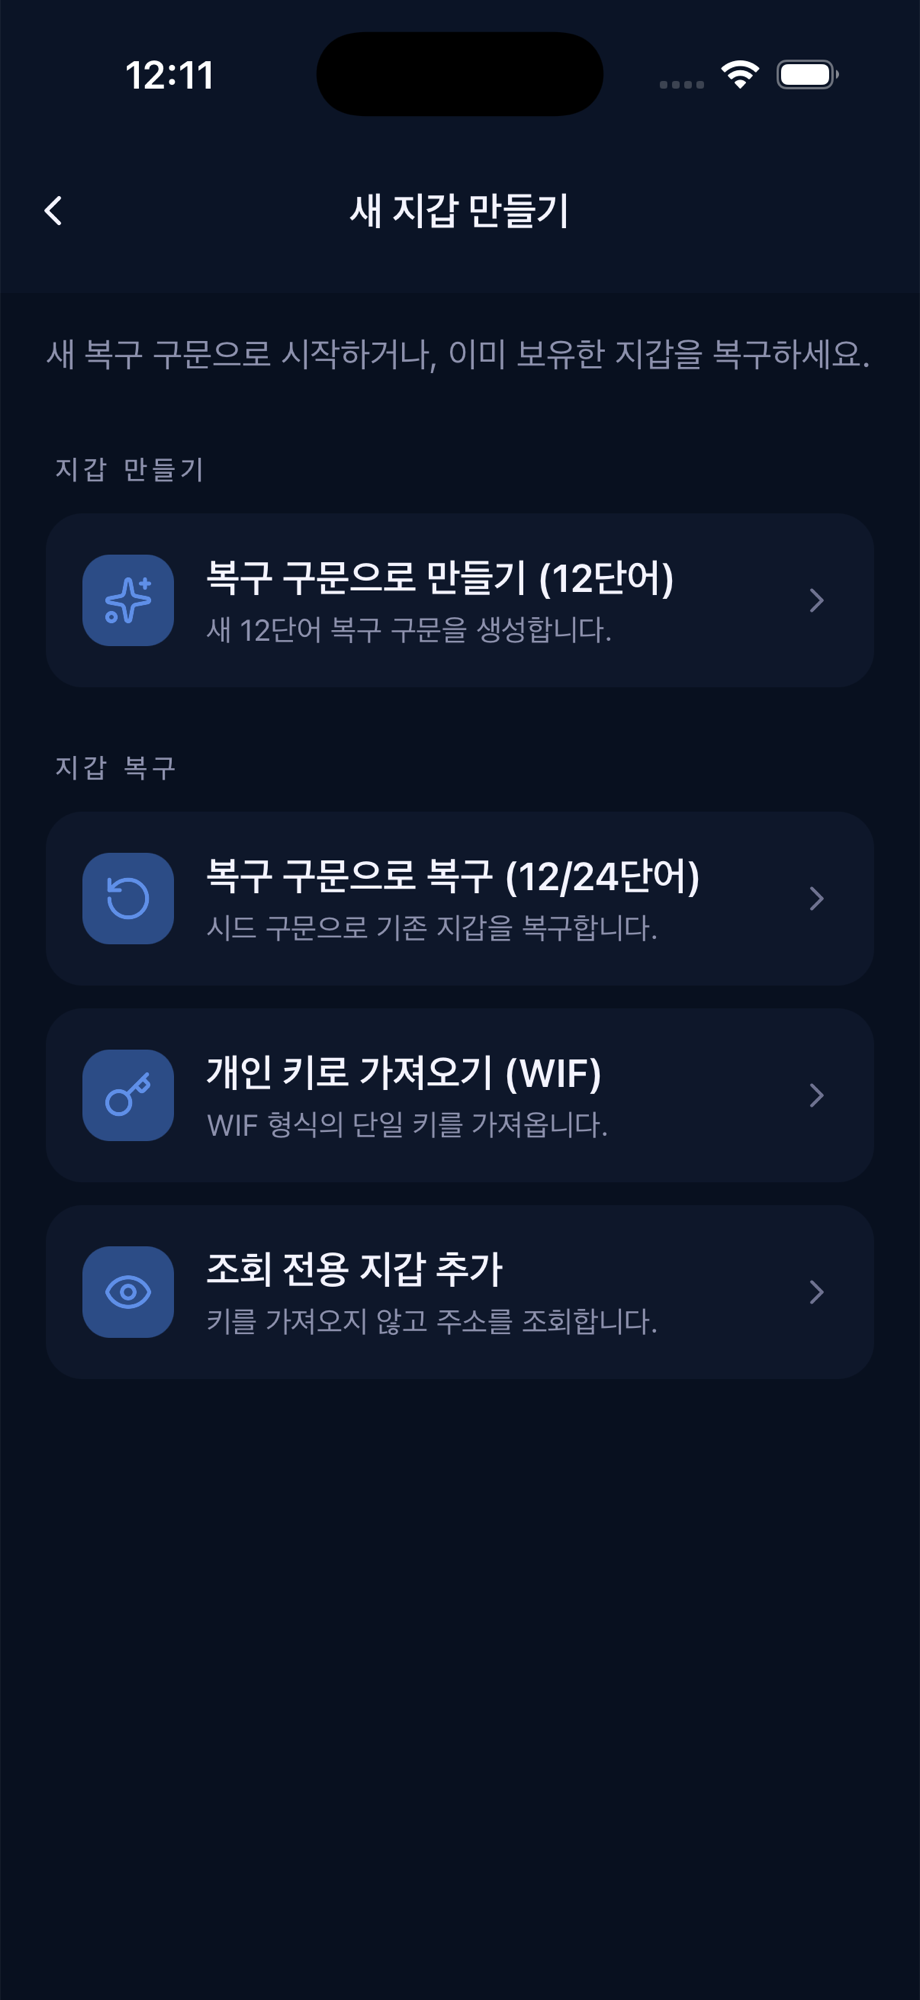 12:11
새 지갑 만들기
새 복구 구문으로 시작하거나, 이미 보유한 지갑을 복구하세요.
지갑 만들기
복구 구문으로 만들기 (12단어)
새 12단어 복구 구문을 생성합니다.
지갑 복구
복구 구문으로 복구 (12/24단어)
시드 구문으로 기존 지갑을 복구합니다.
개인 키로 가져오기 (WIF)
WIF 형식의 단일 키를 가져옵니다.
조회 전용 지갑 추가
키를 가져오지 않고 주소를 조회합니다.